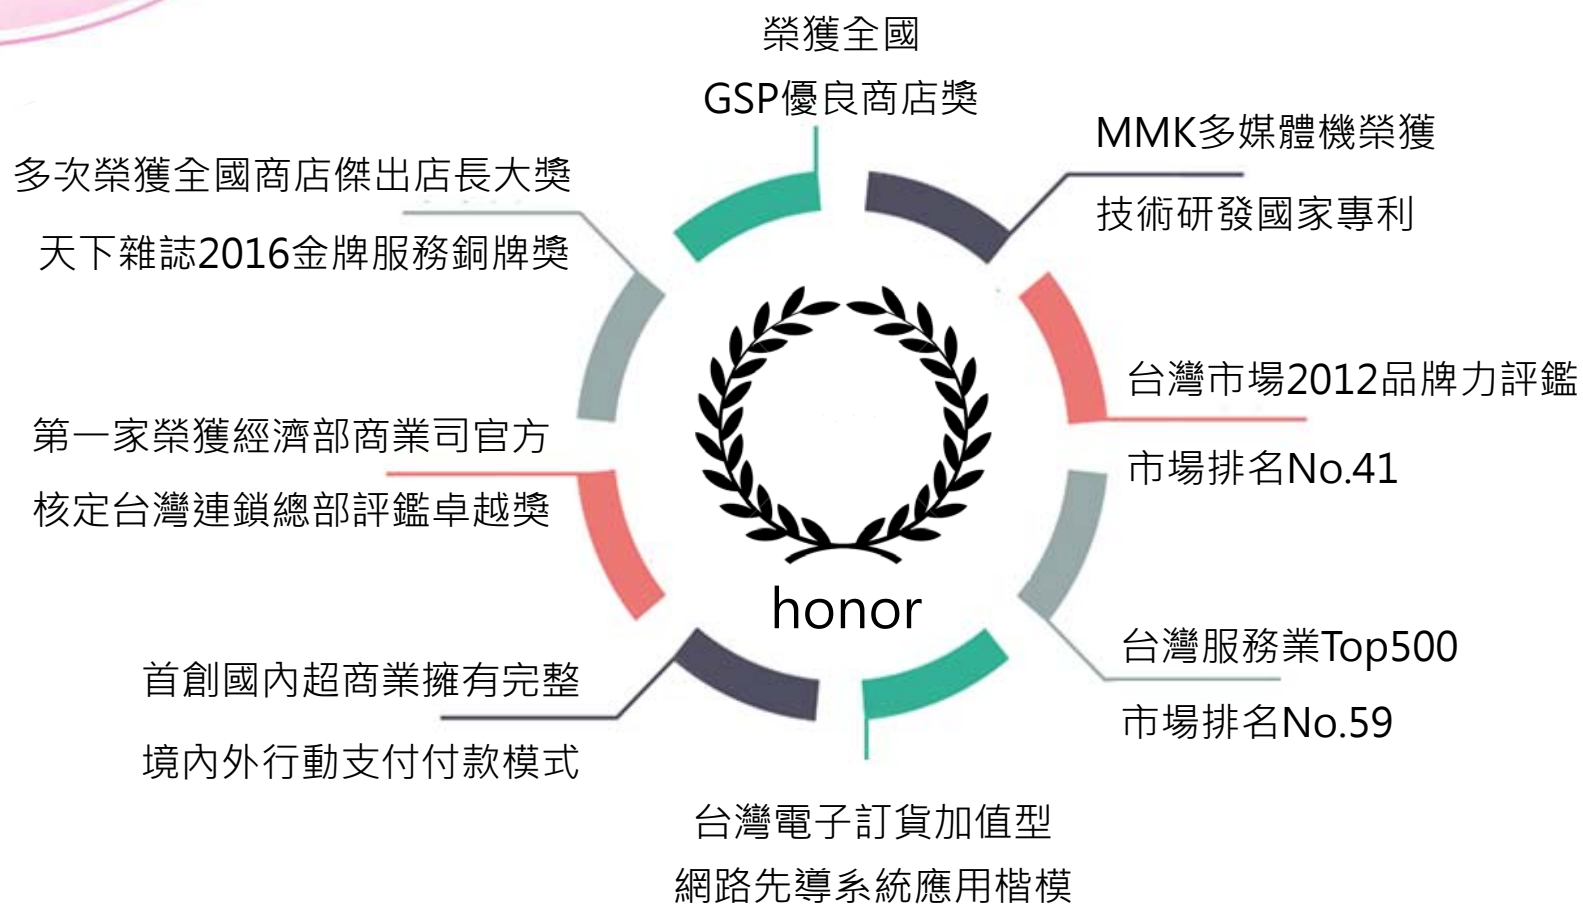 榮獲全國
GSP優良商店獎
MMK多媒體機榮獲
技術研發國家專利
台灣市場2012品牌力評鑑
市場排名No.41
台灣服務業Top500
市場排名No.59
台灣電子訂貨加值型
網路先導系統應用楷模
首創國內超商業擁有完整
境內外行動支付付款模式
第一家榮獲經濟部商業司官方
核定台灣連鎖總部評鑑卓越獎
多次榮獲全國商店傑出店長大獎
天下雜誌2016金牌服務銅牌獎
honor